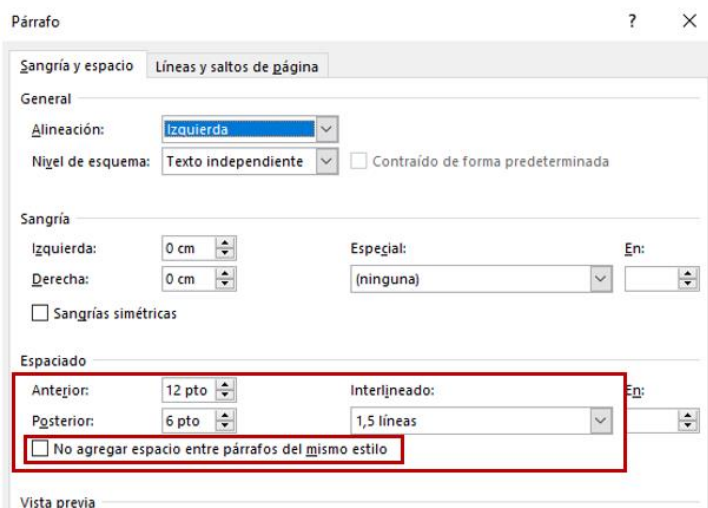 Párrafo ?
Sangría y espacio Líneas y saltos de página
General
Alineación: Izquierda
Nivel de esquema: Texto independiente Contraído de forma predeterminada
Sangría
Izquierda: 0 cm Especial: En:
Derecha: 0 cm (ninguna)
Sangrías simétricas
Espaciado
Anterior: 12 pto Interlineado: En:
Posterior: 6 pto 1,5 líneas
No agregar espacio entre párrafos del mismo estilo
Vista previa